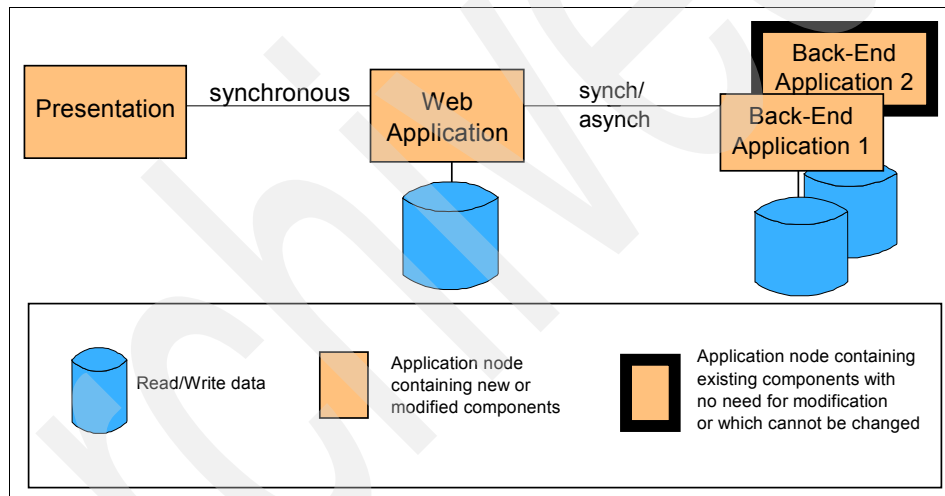 Presentation
synchronous
Web
Application
synch/
asynch
Back-End
Application 2
Back-End
Application 1
Read/Write data
Application node
containing new or
modified components
Application node containing
existing components with
no need for modification
or which cannot be changed